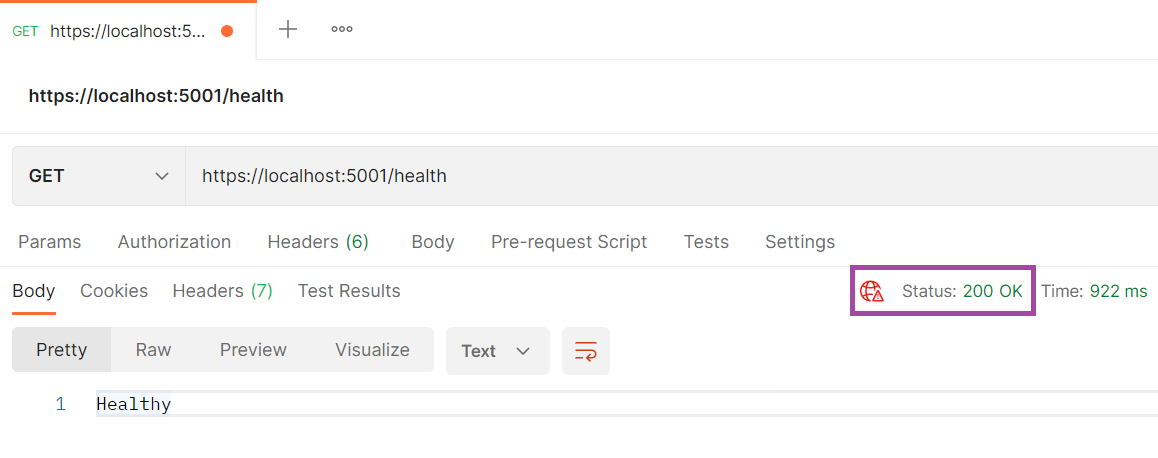 GET https://localhost:5...
https://localhost:5001/health
GET https://localhost:5001/health
Params Authorization Headers (6) Body Pre-request Script Tests Settings
Body Cookies Headers (7) Test Results Status: 200 OK Time: 922 ms
Pretty Raw Preview Visualize Text
1 Healthy